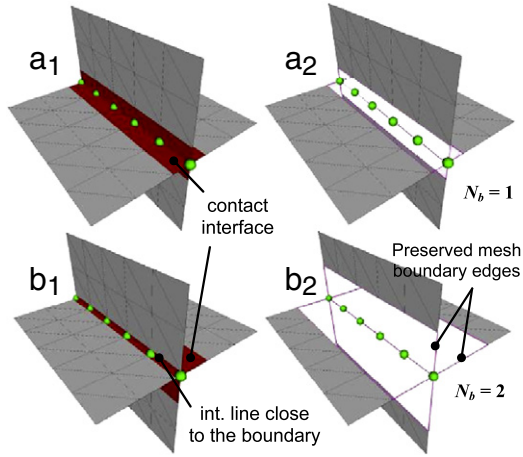 a1
a2
contact
interface
Nb = 1
Preserved mesh
boundary edges
b1
b2
int. line close
to the boundary
Nb = 2